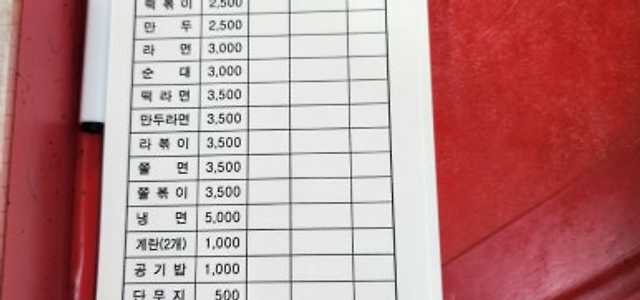 떡 볶 이 2,500
만 두 2,500
라 면 3,000
순 대 3,000
떡 라 면 3,500
만두라면 3,500
라 볶 이 3,500
쫄 면 3,500
쫄 볶 이 3,500
냉 면 5,000
계란(2개) 1,000
공 기 밥 1,000
단 무 지 500